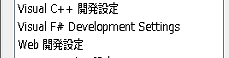 Visual C++ 開発設定
Visual F# Development Settings
Web 開発設定